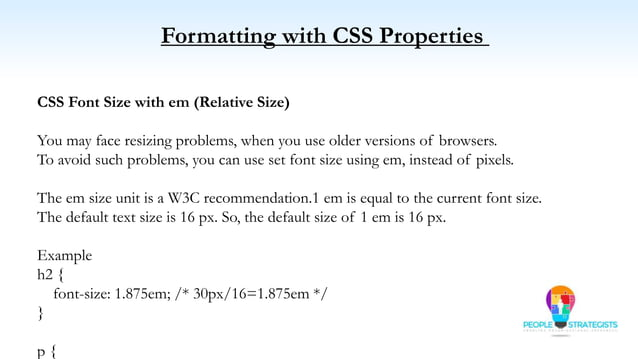 Formatting with CSS Properties
CSS Font Size with em (Relative Size)
You may face resizing problems, when you use older versions of browsers.
To avoid such problems, you can use set font size using em, instead of pixels.
The em size unit is a W3C recommendation.1 em is equal to the current font size.
The default text size is 16 px. So, the default size of 1 em is 16 px.
Example
h2 {
font-size: 1.875em; /* 30px/16=1.875em */
}
p {
PEOPLE STRATEGISTS